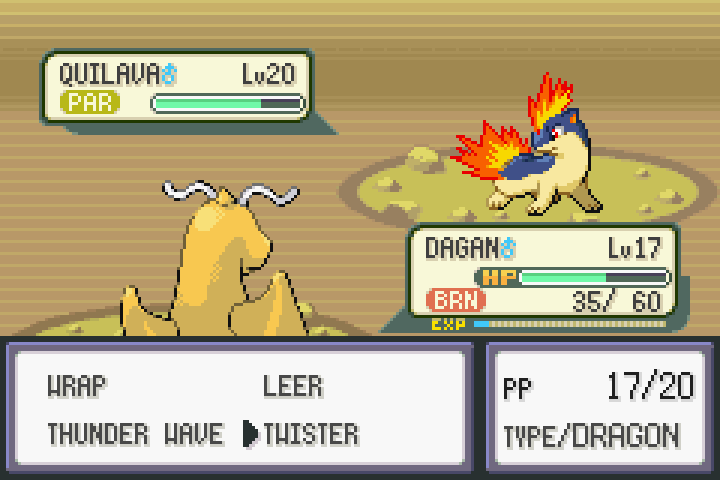 QUILAVA♂ Lv20
PAR
DAGAN♂ Lv17
HP
BRN 35/ 60
EXP
WRAP LEER
THUNDER WAVE ▶TWISTER
PP 17/20
TYPE/DRAGON